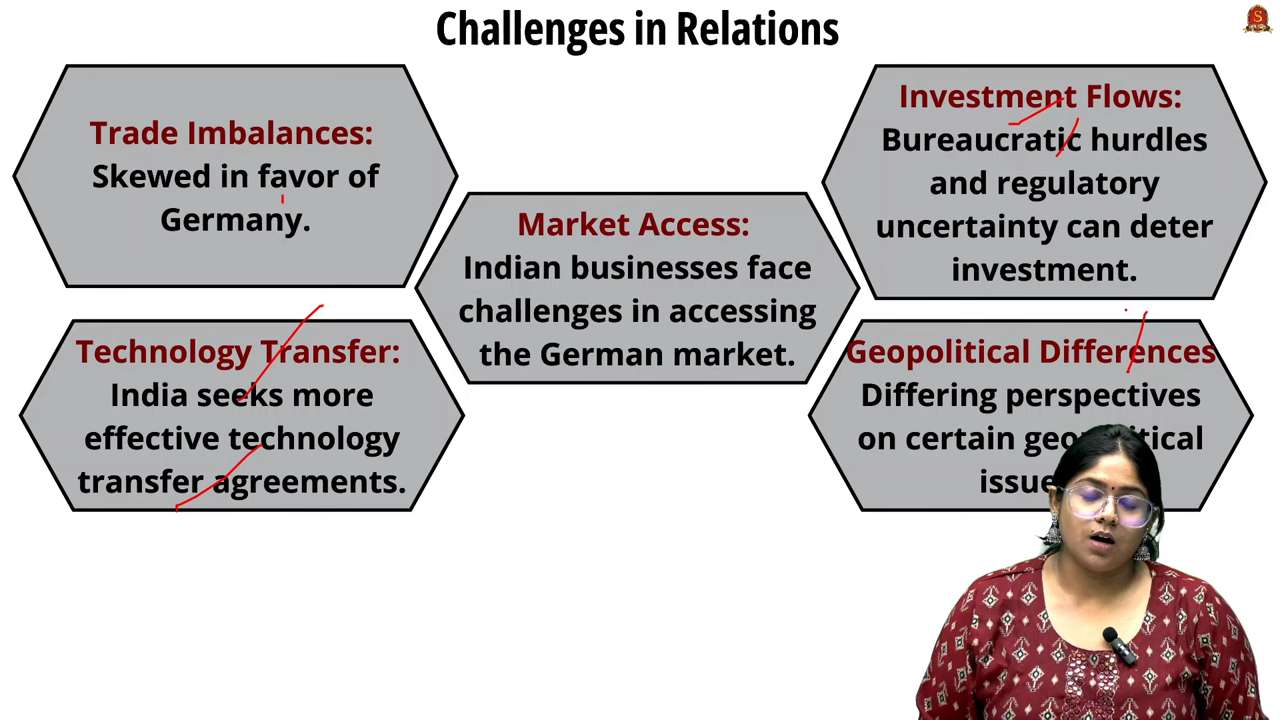 Challenges in Relations
Trade Imbalances:
Skewed in favor of
Germany.
Technology Transfer:
India seeks more
effective technology
transfer agreements.
Market Access:
Indian businesses face
challenges in accessing
the German market.
Investment Flows:
Bureaucratic hurdles
and regulatory
uncertainty can deter
investment.
Geopolitical Differences
Differing perspectives
on certain
S